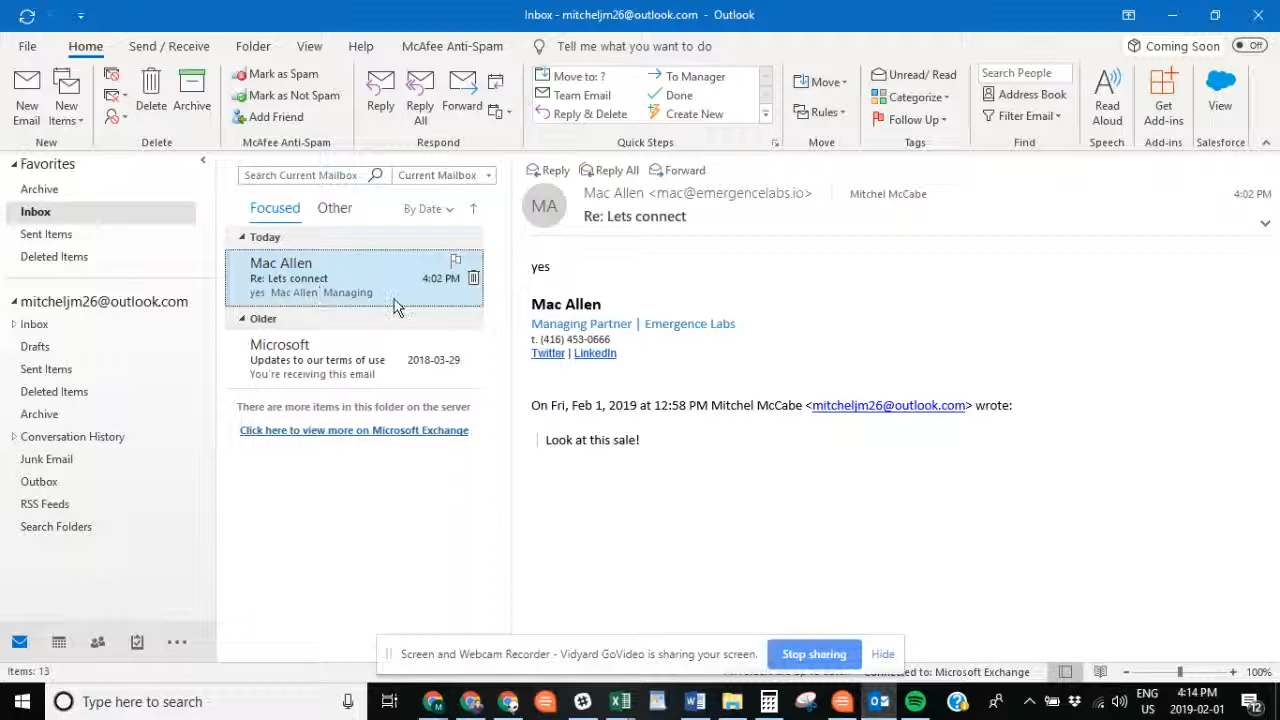 Inbox - mitcheljm26@outlook.com - Outlook
File Home Send / Receive Folder View Help McAfee Anti-Spam Tell me what you want to do Coming Soon Off
New Email
New Items
Delete
Archive
Mark as Spam
Mark as Not Spam
Add Friend
Reply
Reply All
Forward
Move to: ? To Manager
Team Email Done
Reply & Delete Create New
Move
Rules
Unread/ Read
Categorize
Follow Up
Search People
Address Book
Filter Email
Read Aloud
Get Add-ins
View
New Delete McAfee Anti-Spam Respond Quick Steps Move Tags Find Speech Add-ins Salesforce
Favorites
Archive
Inbox
Sent Items
Deleted Items
mitcheljm26@outlook.com
Inbox
Drafts
Sent Items
Deleted Items
Archive
Conversation History
Junk Email
Outbox
RSS Feeds
Search Folders
Search Current Mailbox Current Mailbox
Focused Other By Date
Today
Mac Allen
Re: Lets connect 4:02 PM
yes Mac Allen Managing
Older
Microsoft
Updates to our terms of use 2018-03-29
You're receiving this email
There are more items in this folder on the server
Click here to view more on Microsoft Exchange
Reply Reply All Forward
MA
Mac Allen <mac@emergencelabs.io> Mitchel McCabe 4:02 PM
Re: Lets connect
yes
Mac Allen
Managing Partner | Emergence Labs
t. (416) 453-0666
Twitter | LinkedIn
On Fri, Feb 1, 2019 at 12:58 PM Mitchel McCabe <mitcheljm26@outlook.com> wrote:
Look at this sale!
Screen and Webcam Recorder - Vidyard GoVideo is sharing your screen. Stop sharing Hide
Items: 13 Connected to: Microsoft Exchange 100%
Type here to search
ENG
US
4:14 PM
2019-02-01
12